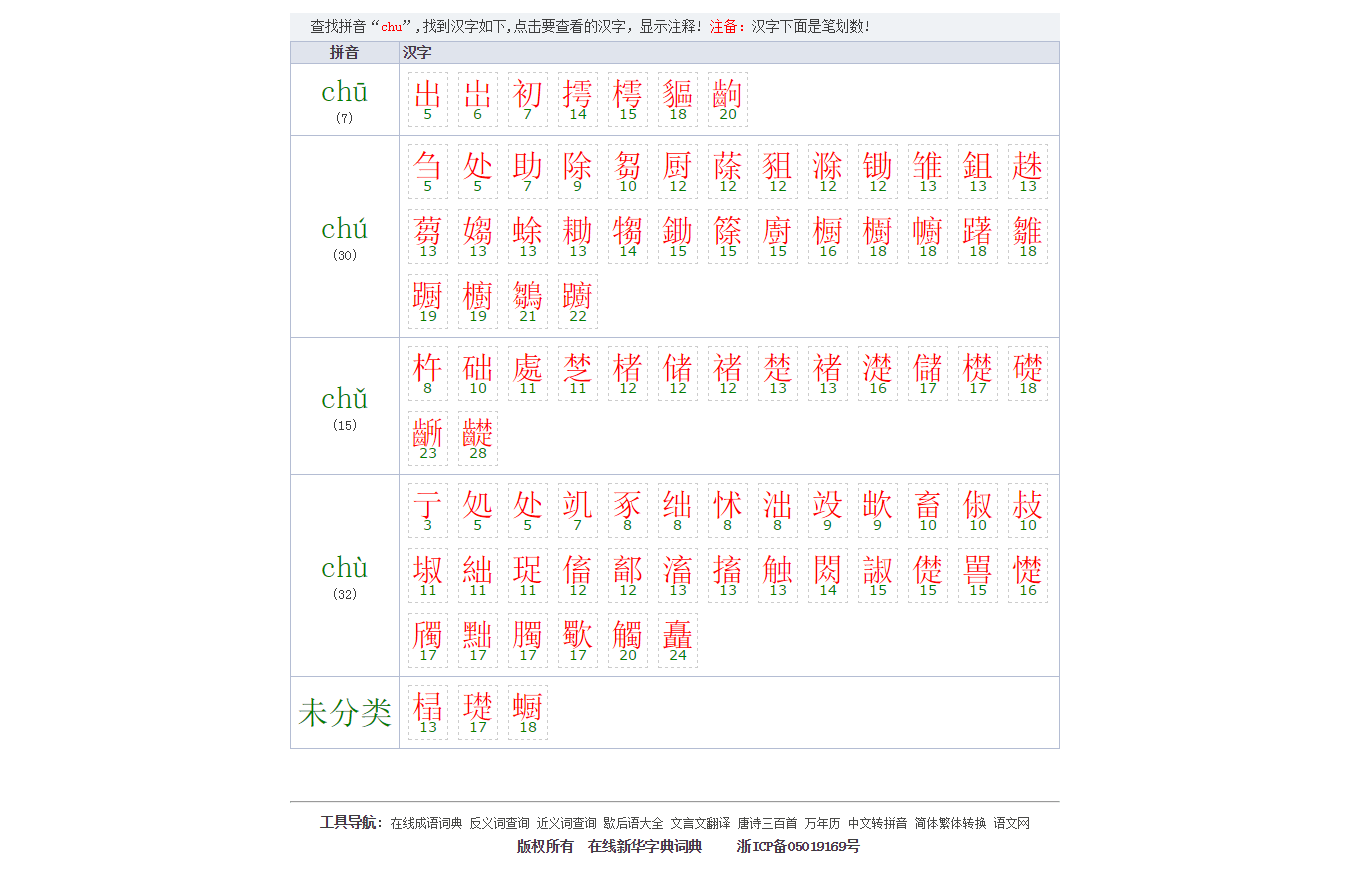 查找拼音“chu”,找到汉字如下,点击要查看的汉字，显示注释! 注备：汉字下面是笔划数!
拼音 汉字
chū
(7)
出 岀 初 摴 樗 貙 齣
5 6 7 14 15 18 20
chú
(30)
刍 处 助 除 芻 厨 蒢 豠 滁 锄 雏 鉏 趎
5 5 7 9 10 12 12 12 12 12 13 13 13
蒭 媰 蜍 耡 犓 鋤 篨 廚 橱 櫥 幮 躇 雛
13 13 13 13 14 15 15 15 16 18 18 18 18
蹰 櫥 鶵 躕
19 19 21 22
chǔ
(15)
杵 础 處 椘 楮 储 禇 楚 褚 濋 儲 檚 礎
8 10 11 11 12 12 12 13 13 16 17 17 18
齭 齼
23 28
chù
(32)
亍 処 处 竌 豖 绌 怵 泏 竐 欪 畜 俶 敊
3 5 5 7 8 8 8 8 9 9 10 10 10
埱 絀 珿 傗 鄐 滀 搐 触 閦 諔 儊 嘼 憷
11 11 11 12 12 13 13 13 14 15 15 15 16
斶 黜 臅 歜 觸 矗
17 17 17 17 20 24
未分类
榋 璴 蟵
13 17 18
工具导航： 在线成语词典 反义词查询 近义词查询 歇后语大全 文言文翻译 唐诗三百首 万年历 中文转拼音 简体繁体转换 语文网
版权所有 在线新华字典词典 浙ICP备05019169号